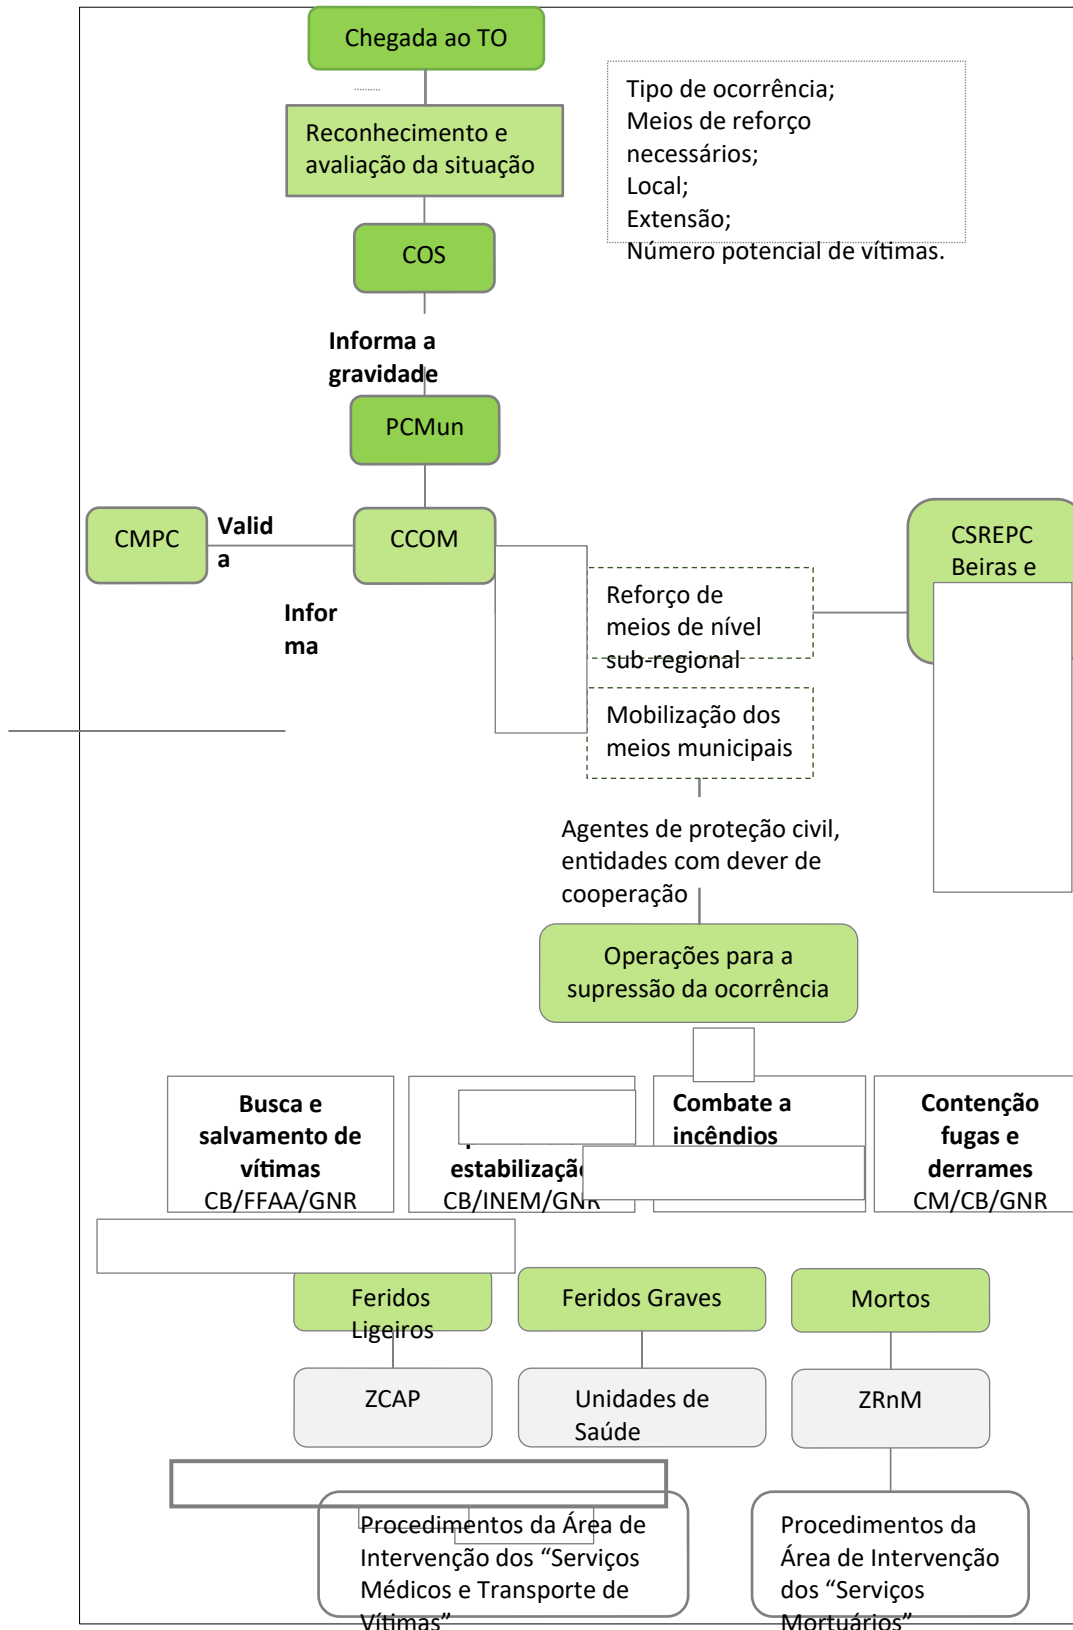 Chegada ao TO
Tipo de ocorrência;
Meios de reforço
necessários;
Local;
Extensão;
Número potencial de vítimas.
Reconhecimento e
avaliação da situação
COS
Informa a
gravidade
PCMun
CMPC
Valid
a
CCOM
CSREPC
Beiras e
Infor
ma
Reforço de
meios de nível
sub-regional
Mobilização dos
meios municipais
Agentes de proteção civil,
entidades com dever de
cooperação
Operações para a
supressão da ocorrência
Busca e
salvamento de
vítimas
CB/FFAA/GNR
estabilização
CB/INEM/GNR
Combate a
incêndios
Contenção
fugas e
derrames
CM/CB/GNR
Feridos
Ligeiros
Feridos Graves
Mortos
ZCAP
Unidades de
Saúde
ZRnM
Procedimentos da Área de
Intervenção dos “Serviços
Médicos e Transporte de
Vítimas”
Procedimentos da
Área de Intervenção
dos “Serviços
Mortuários”